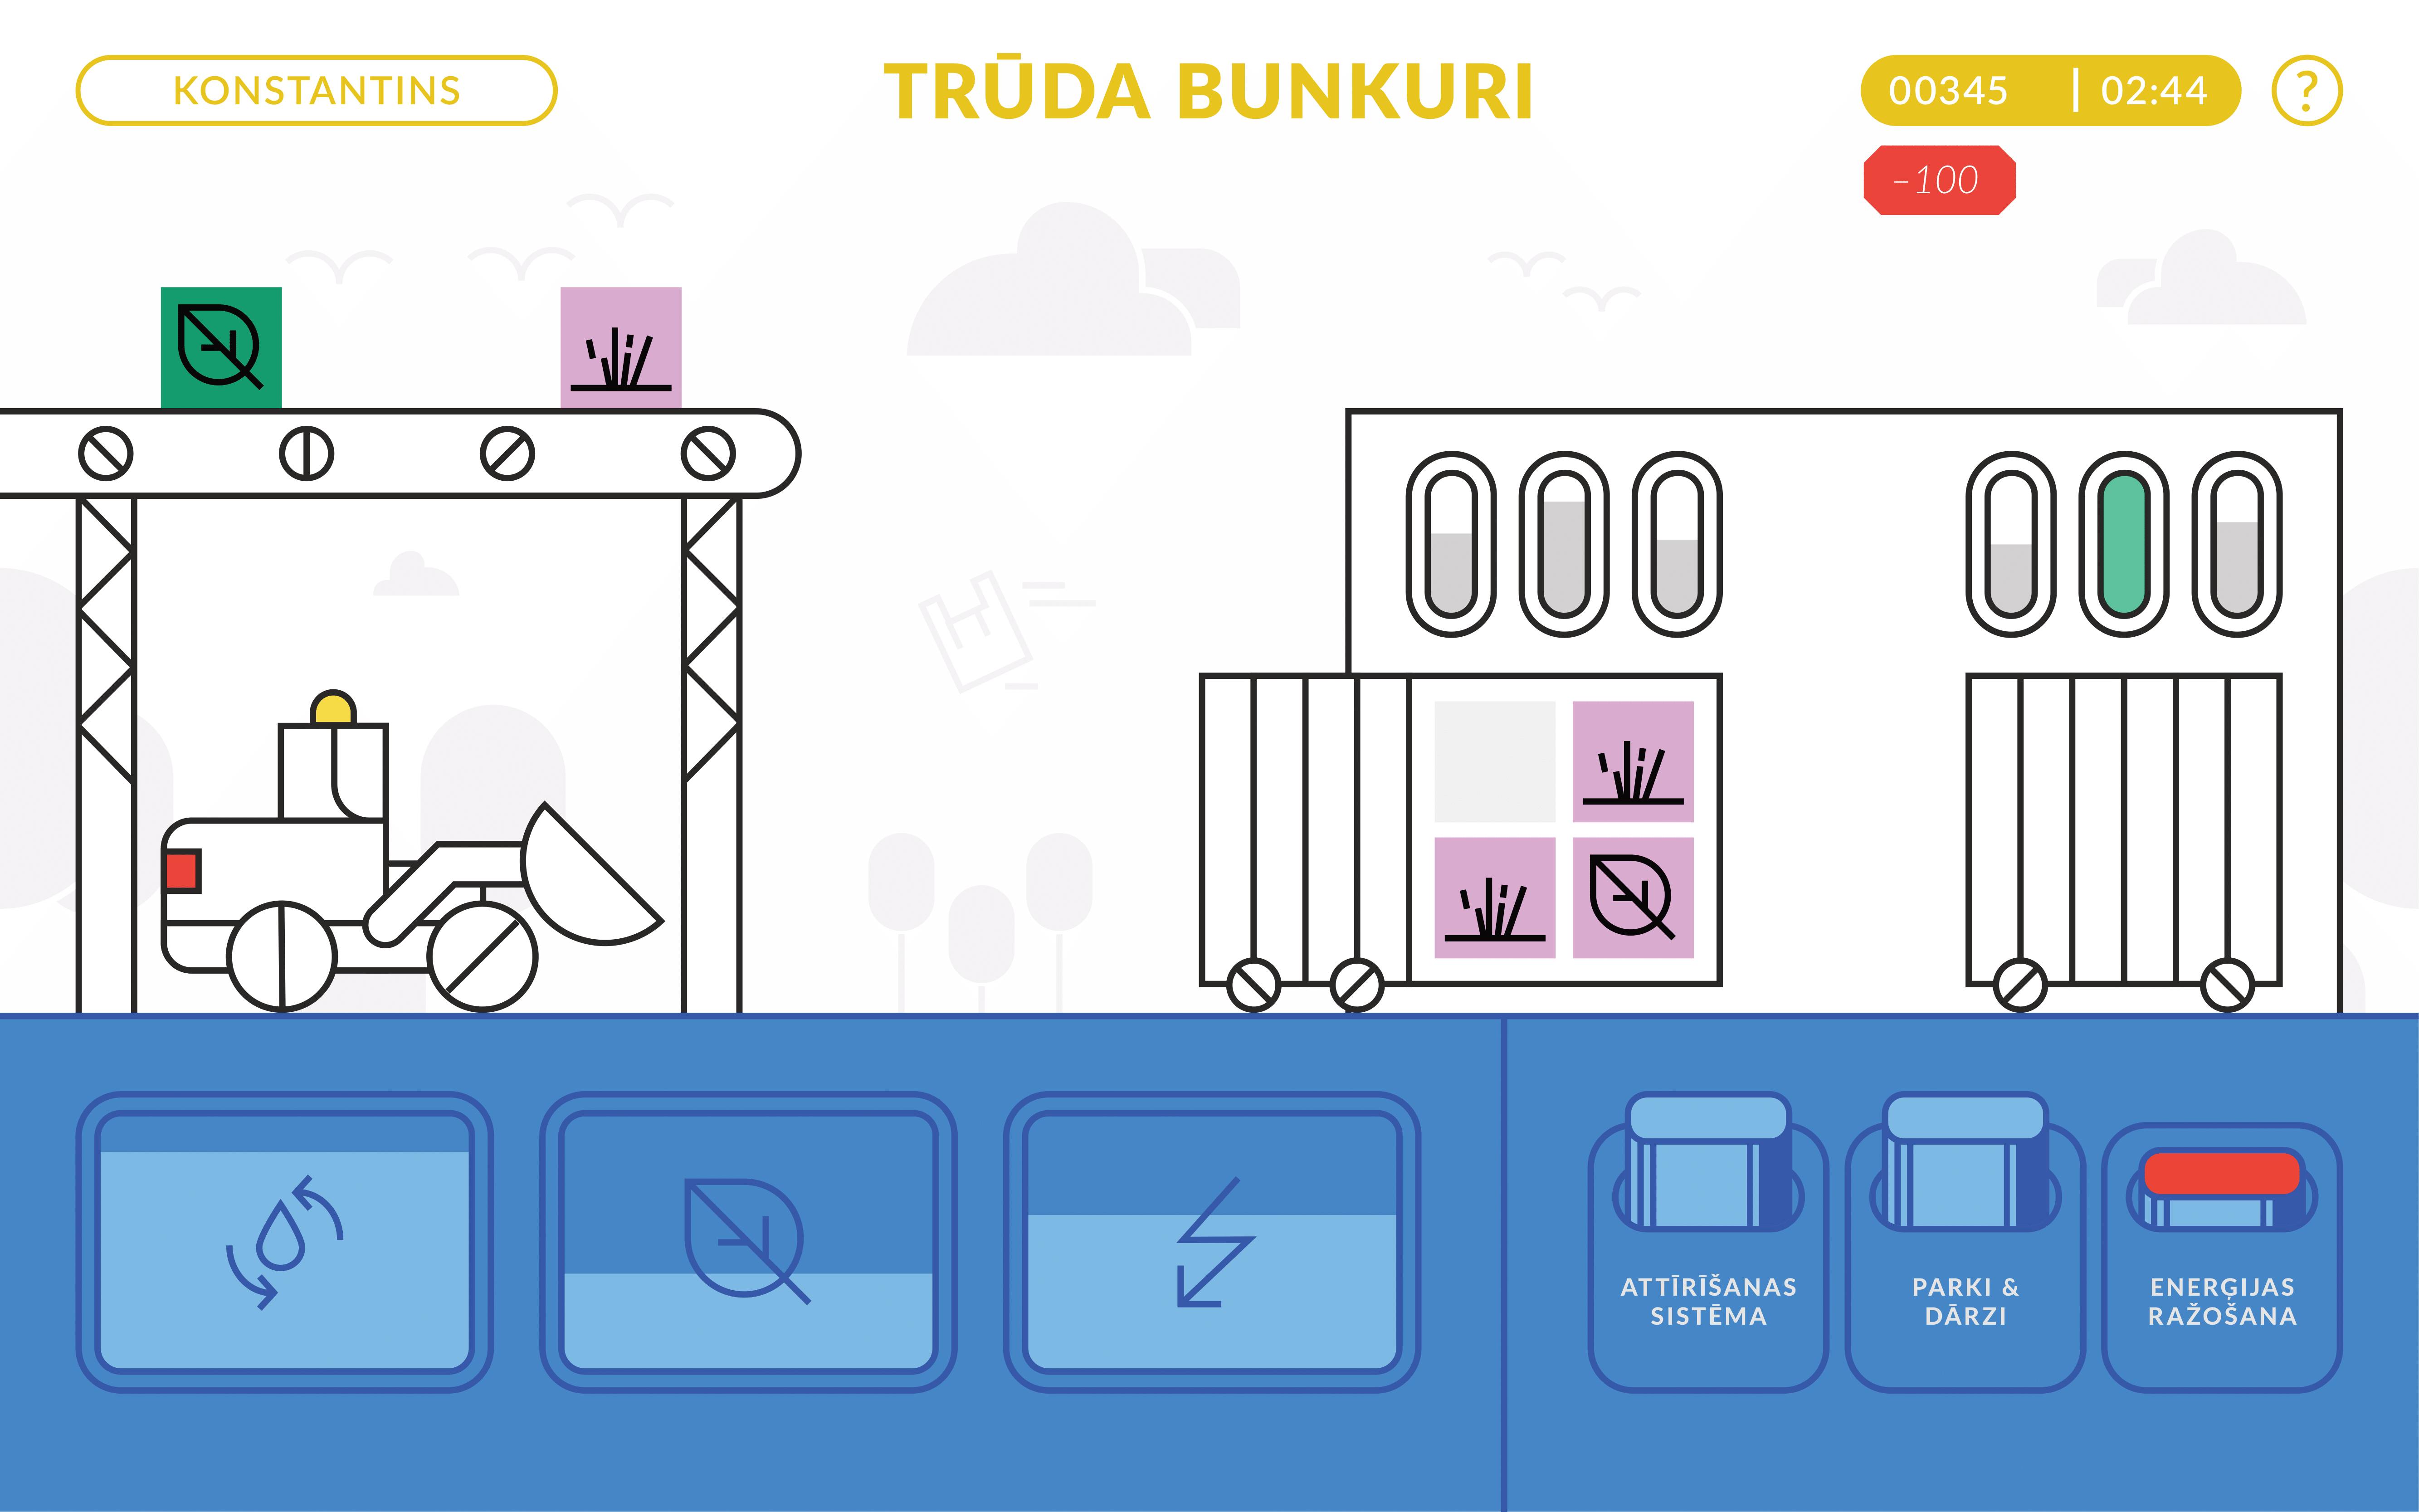 KONSTANTINS
TRŪDA BUNKURI
00345 | 02:44
?
–100
H
ATTĪRĪŠANAS
SISTĒMA
PARKI &
DĀRZI
ENERĢIJAS
RAŽOŠANA